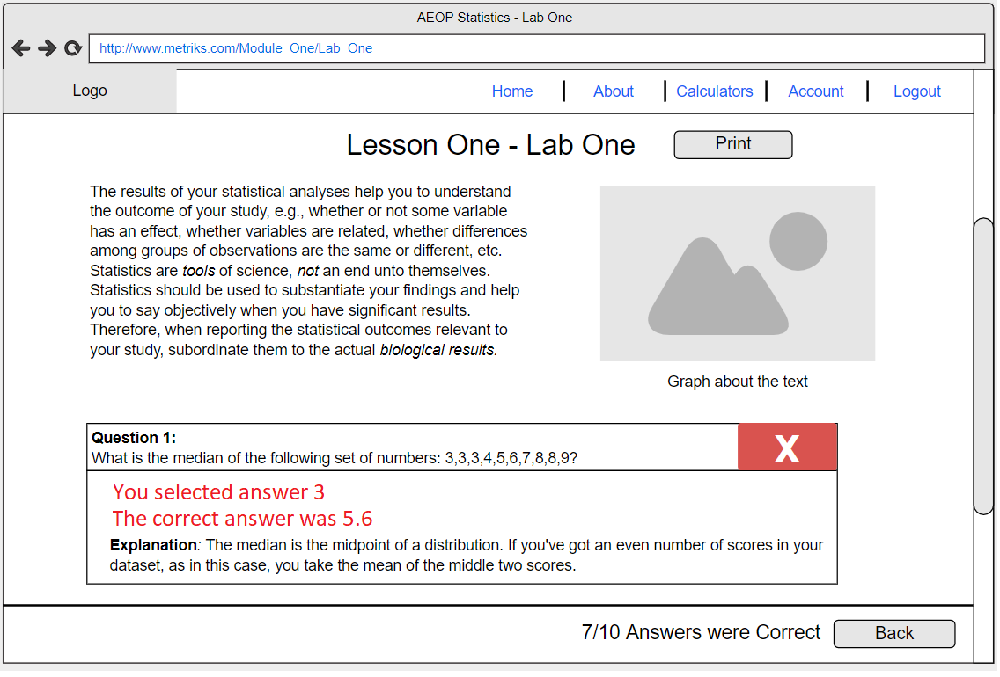 AEOP Statistics - Lab One
http://www.metriks.com/Module_One/Lab_One
Logo
Home
About
Calculators
Account
Logout
Lesson One - Lab One
Print
The results of your statistical analyses help you to understand
the outcome of your study, e.g., whether or not some variable
has an effect, whether variables are related, whether differences
among groups of observations are the same or different, etc.
Statistics are tools of science, not an end unto themselves.
Statistics should be used to substantiate your findings and help
you to say objectively when you have significant results.
Therefore, when reporting the statistical outcomes relevant to
your study, subordinate them to the actual biological results.
Graph about the text
Question 1:
What is the median of the following set of numbers: 3,3,3,4,5,6,7,8,8,9?
X
You selected answer 3
The correct answer was 5.6
Explanation: The median is the midpoint of a distribution. If you've got an even number of scores in your
dataset, as in this case, you take the mean of the middle two scores.
7/10 Answers were Correct
Back